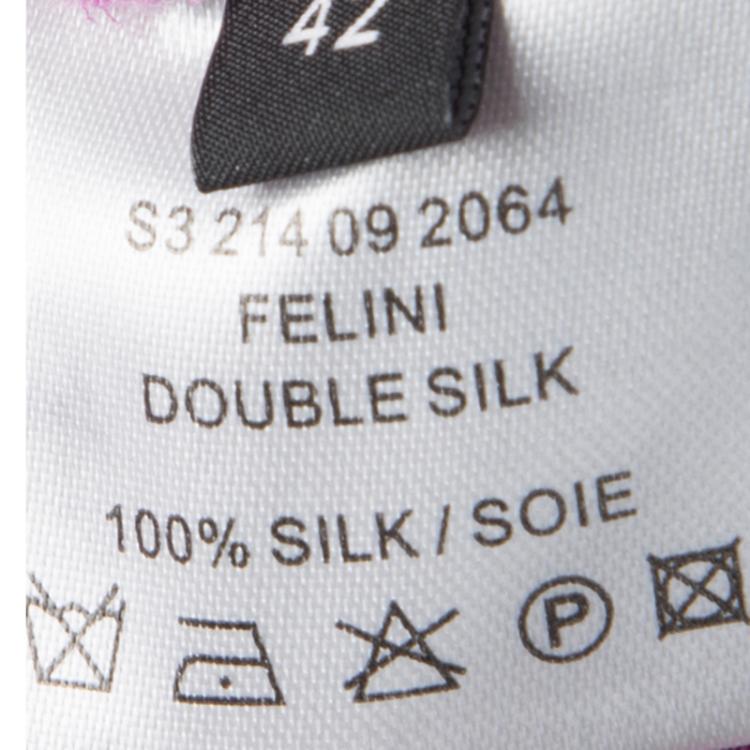 42
S3 214 09 2064
FELINI
DOUBLE SILK
100% SILK / SOIE
P